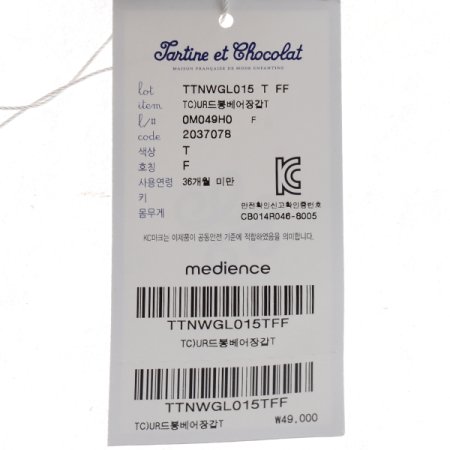 Tartine et Chocolat
MAISON FRANÇAISE DE MODE ENFANTINE
lot TTNWGL015 T FF
item TC)UR드롱베어장갑T
l/# 0M049H0 F
code 2037078
색상 T
호칭 F
사용연령 36개월 미만
키
몸무게
안전확인신고확인증번호
CB014R046-6005
KC마크는 이제품이 공동안전 기준에 적합하였음을 의미합니다.
medience
TTNWGL015TFF
TC)UR드롱베어장갑T
TTNWGL015TFF
TC)UR드롱베어장갑T ₩49,000